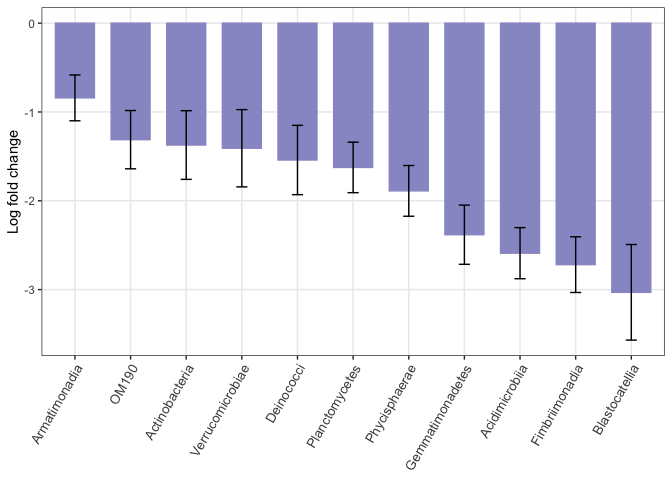 0
-1
-2
-3
Log fold change
Armatimonadia
OM190
Actinobacteria
Verrucomicrobiae
Deinococci
Planctomycetes
Phycisphaerae
Gemmatimonadetes
Acidimicrobiia
Fimbriimonadia
Blastocatellia